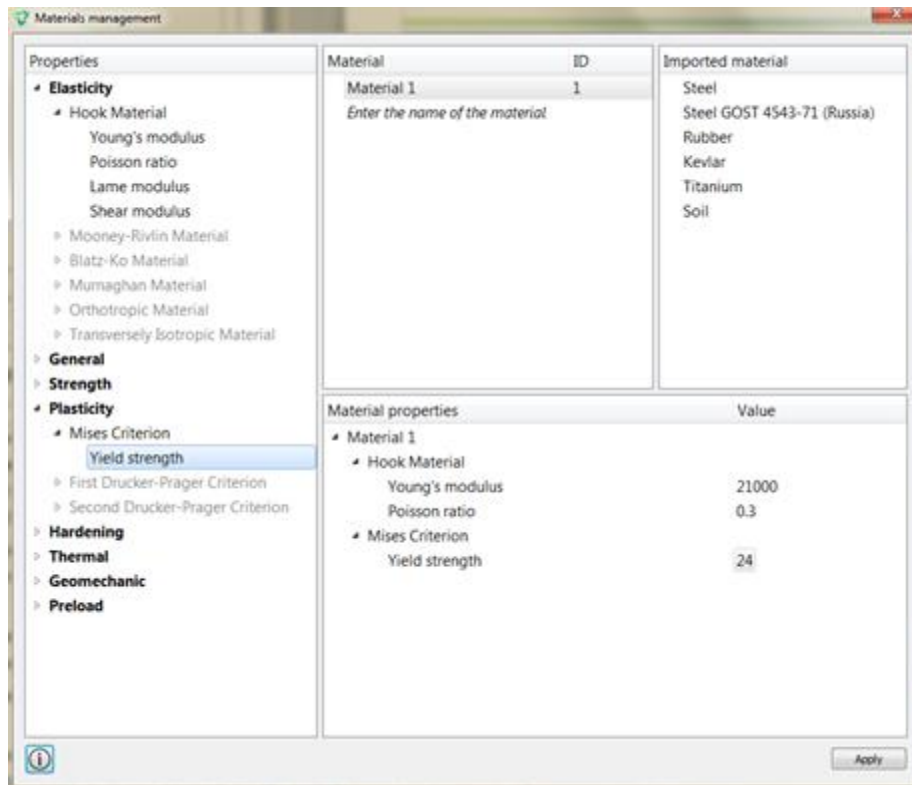 Materials management
Properties
Elasticity
Hook Material
Young's modulus
Poisson ratio
Lame modulus
Shear modulus
Mooney-Rivlin Material
Blatz-Ko Material
Murnaghan Material
Orthotropic Material
Transversely Isotropic Material
General
Strength
Plasticity
Mises Criterion
Yield strength
First Drucker-Prager Criterion
Second Drucker-Prager Criterion
Hardening
Thermal
Geomechanic
Preload
Material ID
Material 1 1
Enter the name of the material
Imported material
Steel
Steel GOST 4543-71 (Russia)
Rubber
Kevlar
Titanium
Soil
Material properties Value
Material 1
Hook Material
Young's modulus 21000
Poisson ratio 0.3
Mises Criterion
Yield strength 24
Apply